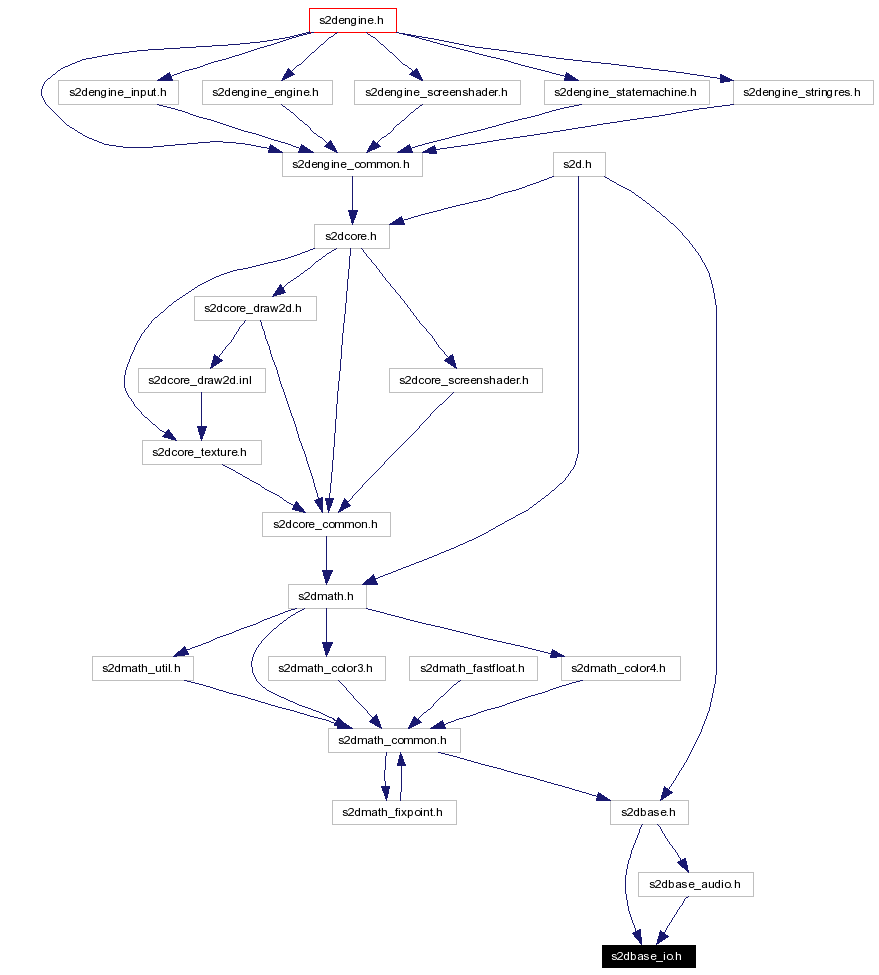 s2dengine.h
s2dengine_input.h
s2dengine_engine.h
s2dengine_screenshader.h
s2dengine_statemachine.h
s2dengine_stringres.h
s2dengine_common.h
s2d.h
s2dcore.h
s2dcore_draw2d.h
s2dcore_draw2d.inl
s2dcore_screenshader.h
s2dcore_texture.h
s2dcore_common.h
s2dmath.h
s2dmath_util.h
s2dmath_color3.h
s2dmath_fastfloat.h
s2dmath_color4.h
s2dmath_common.h
s2dmath_fixpoint.h
s2dbase.h
s2dbase_audio.h
s2dbase_io.h